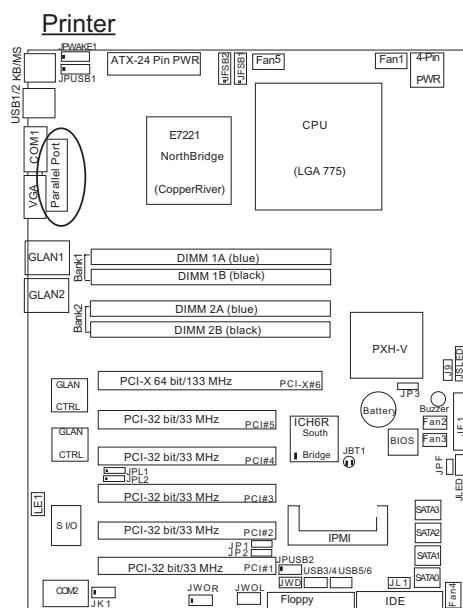 Printer
JPWAKE1
JPUSB1
KB/MS
USB1/2
ATX-24 Pin PWR
JFSB2
JFSB1
Fan5
Fan1
4-Pin
PWR
COM1
VGA
Parallel Port
E7221
NorthBridge
(CopperRiver)
CPU
(LGA 775)
GLAN1
GLAN2
Bank1
Bank2
DIMM 1A (blue)
DIMM 1B (black)
DIMM 2A (blue)
DIMM 2B (black)
PXH-V
J9
JSLED
GLAN
CTRL
PCI-X 64 bit/133 MHz PCI-X#6
JP3
Battery
Buzzer
JF1
PCI-32 bit/33 MHz PCI#5
ICH6R
South
Bridge
Fan2
Fan3
BIOS
GLAN
CTRL
PCI-32 bit/33 MHz PCI#4
JBT1
JPF
JLED
JPL1
JPL2
LE1
PCI-32 bit/33 MHz PCI#3
S I/O
SATA3
PCI-32 bit/33 MHz PCI#2
IPMI
SATA2
JP1
JP2
SATA1
PCI-32 bit/33 MHz PCI#1
JPUSB2
USB3/4 USB5/6
SATA0
COM2
JK1
JWOR
JWOL
JWD
JL1
Floppy
IDE
Fan4